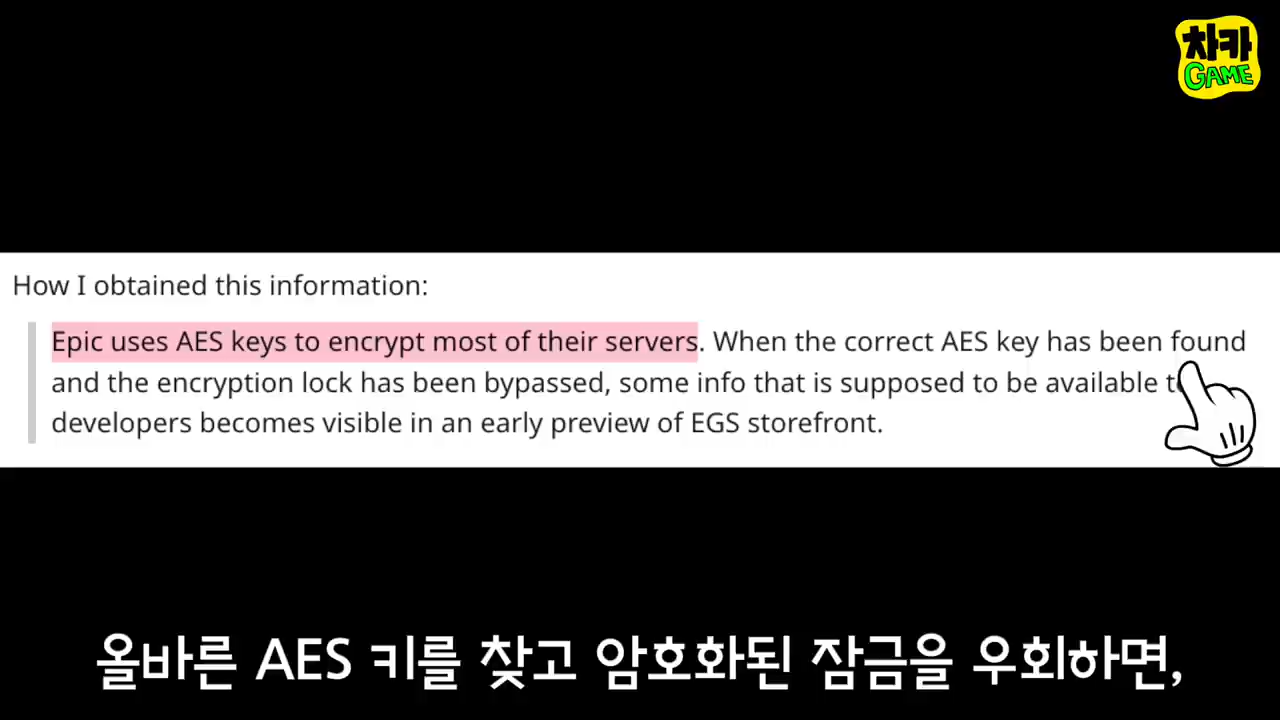 차카
GAME
How I obtained this information:
Epic uses AES keys to encrypt most of their servers. When the correct AES key has been found
and the encryption lock has been bypassed, some info that is supposed to be available
developers becomes visible in an early preview of EGS storefront.
올바른 AES 키를 찾고 암호화된 잠금을 우회하면,